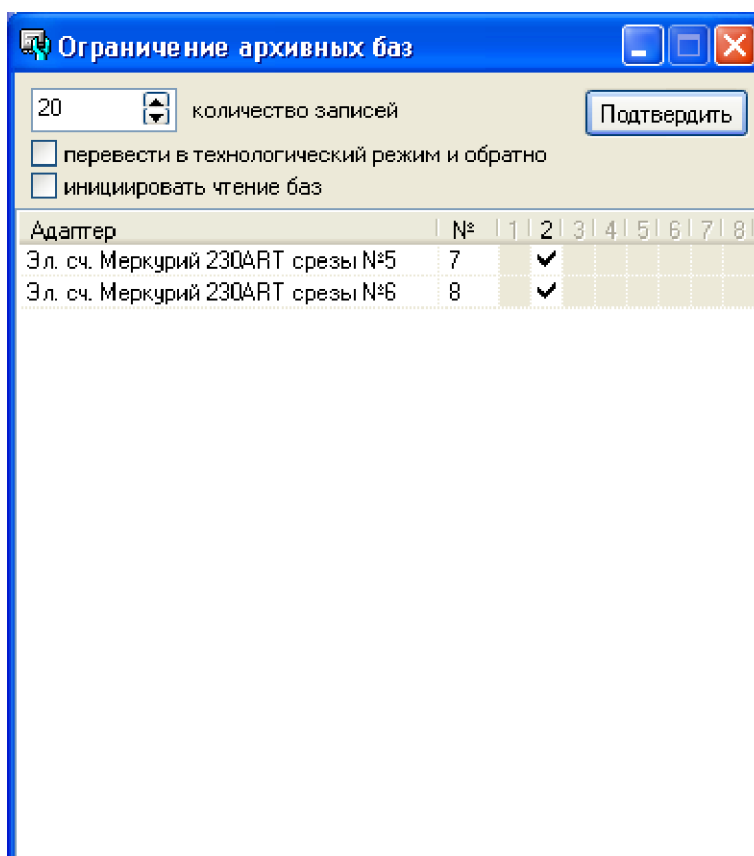 Ограничение архивных баз
20 количество записей Подтвердить
перевести в технологический режим и обратно
инициировать чтение баз
Адаптер № 1 2 3 4 5 6 7 8
Эл. сч. Меркурий 230ART срезы №5 7
Эл. сч. Меркурий 230ART срезы №6 8